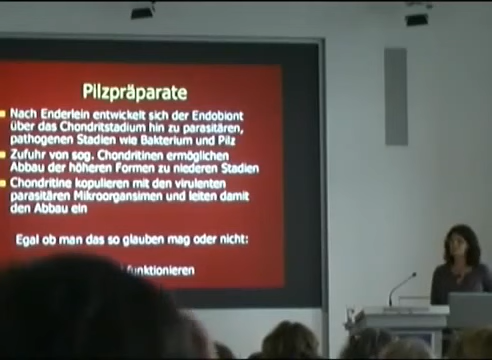 Pilzpräparate
Nach Enderlein entwickelt sich der Endobiont
über das Chondritstadium hin zu parasitären,
pathogenen Stadien wie Bakterium und Pilz
Zufuhr von sog. Chondritinen ermöglichen
Abbau der höheren Formen zu niederen Stadien
Chondritine kopulieren mit den virulenten
parasitären Mikroorgansimen und leiten damit
den Abbau ein
Egal ob man das so glauben mag oder nicht:
funktionieren